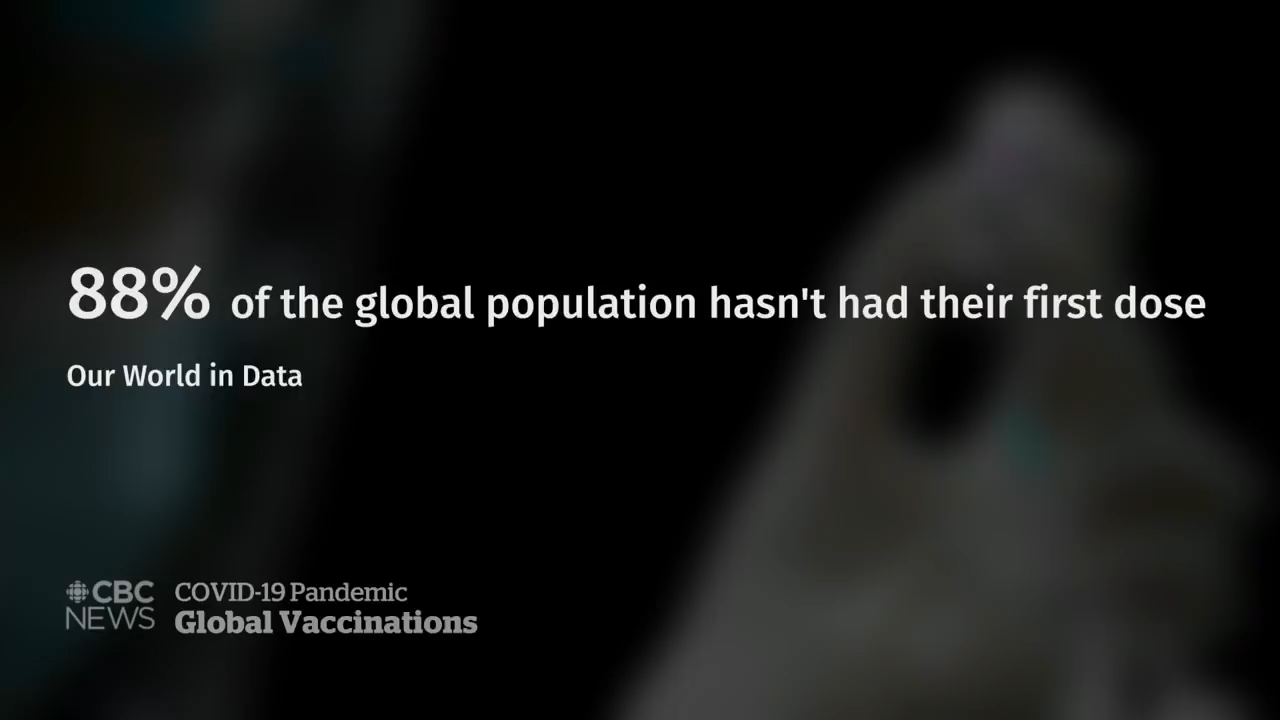 88% of the global population hasn't had their first dose
Our World in Data
CBC NEWS
COVID-19 Pandemic
Global Vaccinations